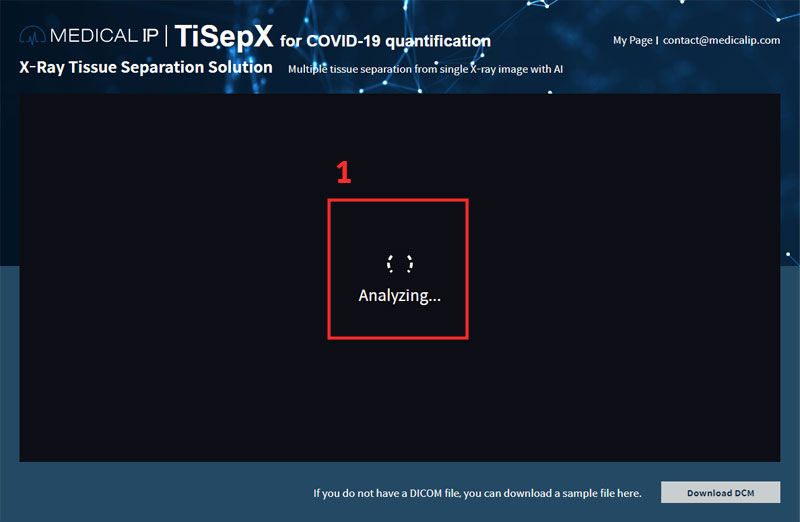 MEDICAL IP | TiSepX for COVID-19 quantification
My Page | contact@medicalip.com
X-Ray Tissue Separation Solution Multiple tissue separation from single X-ray image with AI
1
Analyzing...
If you do not have a DICOM file, you can download a sample file here. Download DCM